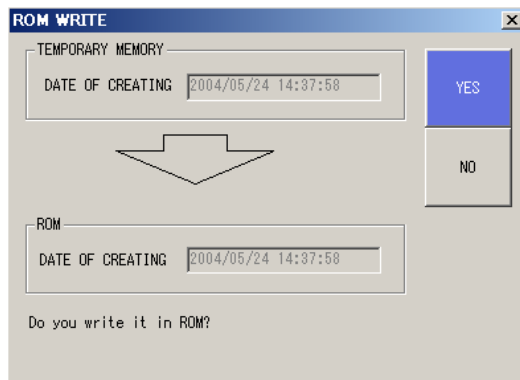 ROM WRITE
TEMPORARY MEMORY
DATE OF CREATING 2004/05/24 14:37:58
YES
NO
ROM
DATE OF CREATING 2004/05/24 14:37:58
Do you write it in ROM?